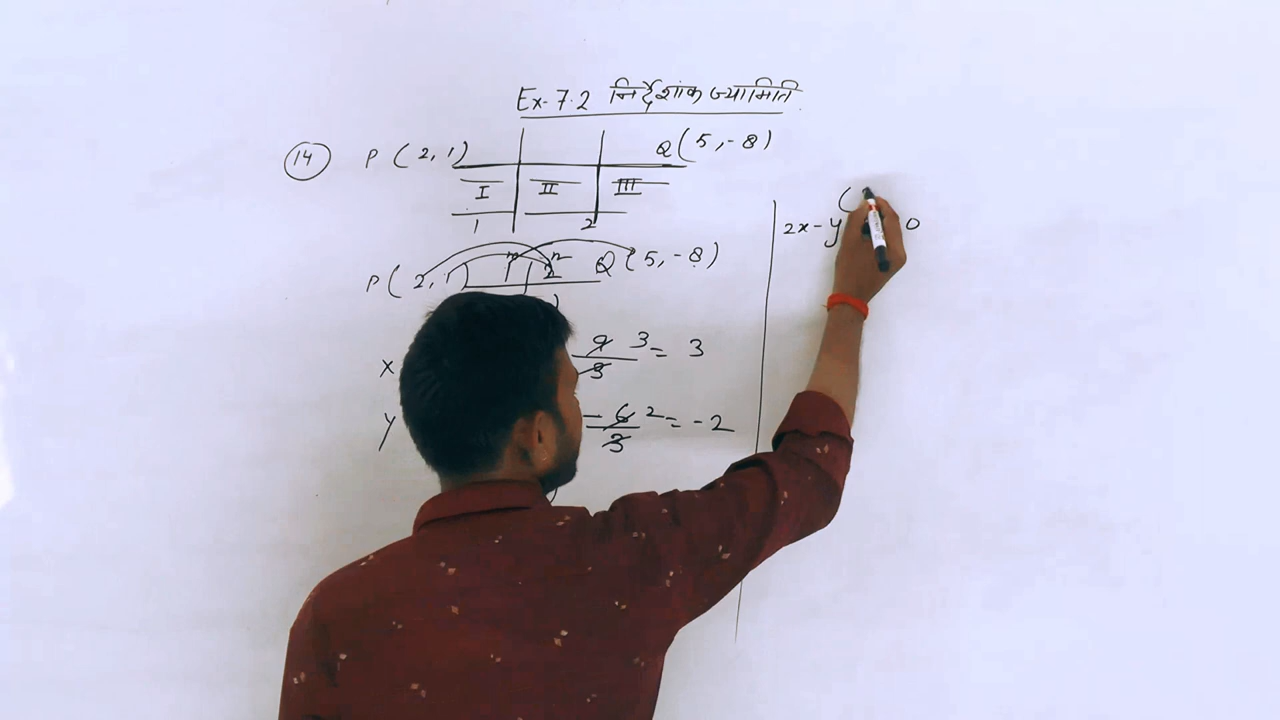 Ex-7.2 निर्देशांक ज्यामिति
14 P (2, 1) Q (5, -8)
I II III
1 2
P (2, 1) Q (5, -8)
x 9/3 3 = 3
y -6/3 2 = -2
(
2x - y 0